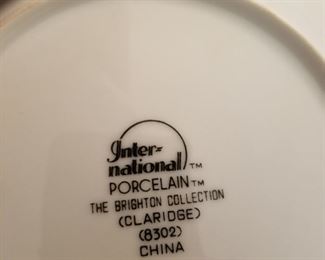 Inter-
national™
PORCELAIN™
THE BRIGHTON COLLECTION
(CLARIDGE)
(8302)
CHINA